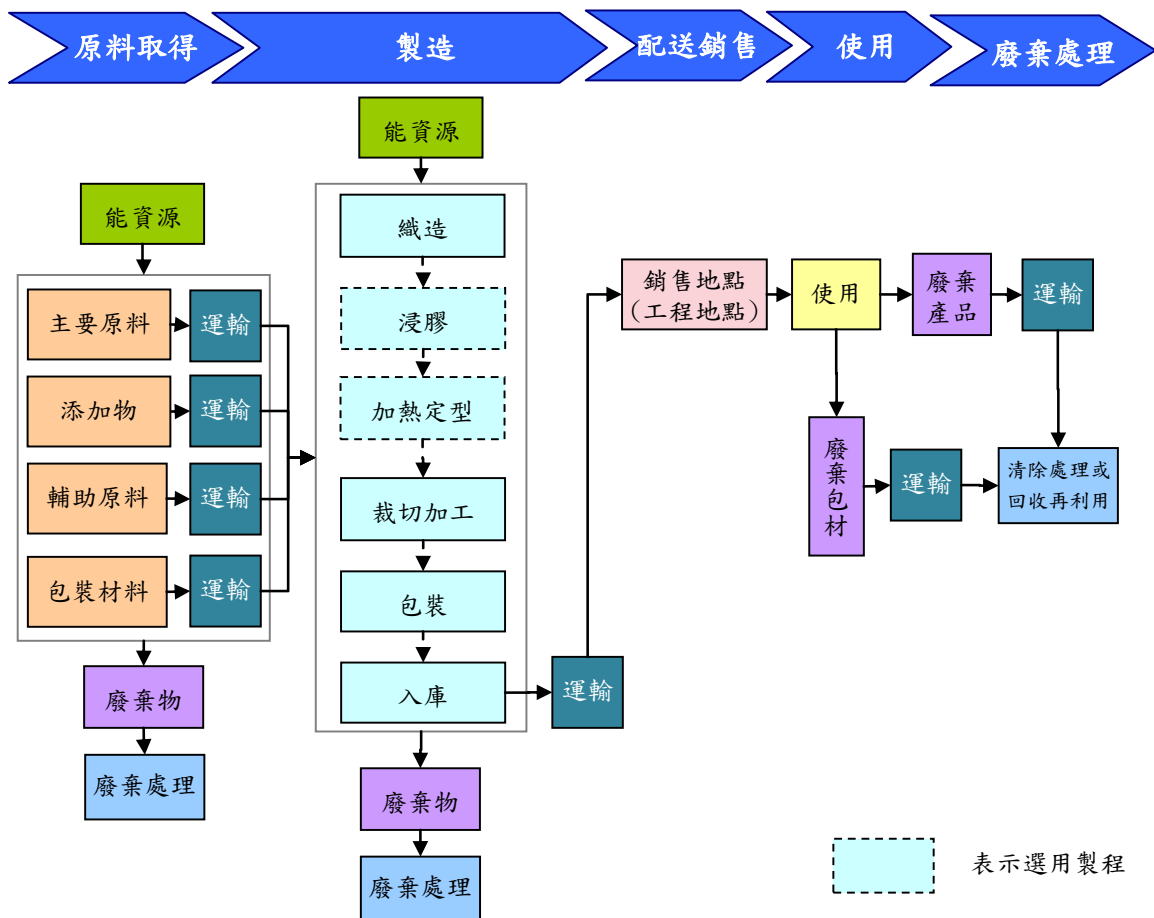 原料取得
製造
配送銷售
使用
廢棄處理
能資源
主要原料
運輸
添加物
運輸
輔助原料
運輸
包裝材料
運輸
廢棄物
廢棄處理
能資源
織造
浸膠
加熱定型
裁切加工
包裝
入庫
廢棄物
廢棄處理
運輸
銷售地點
(工程地點)
使用
廢棄
產品
運輸
廢棄包材
運輸
清除處理或
回收再利用
表示選用製程